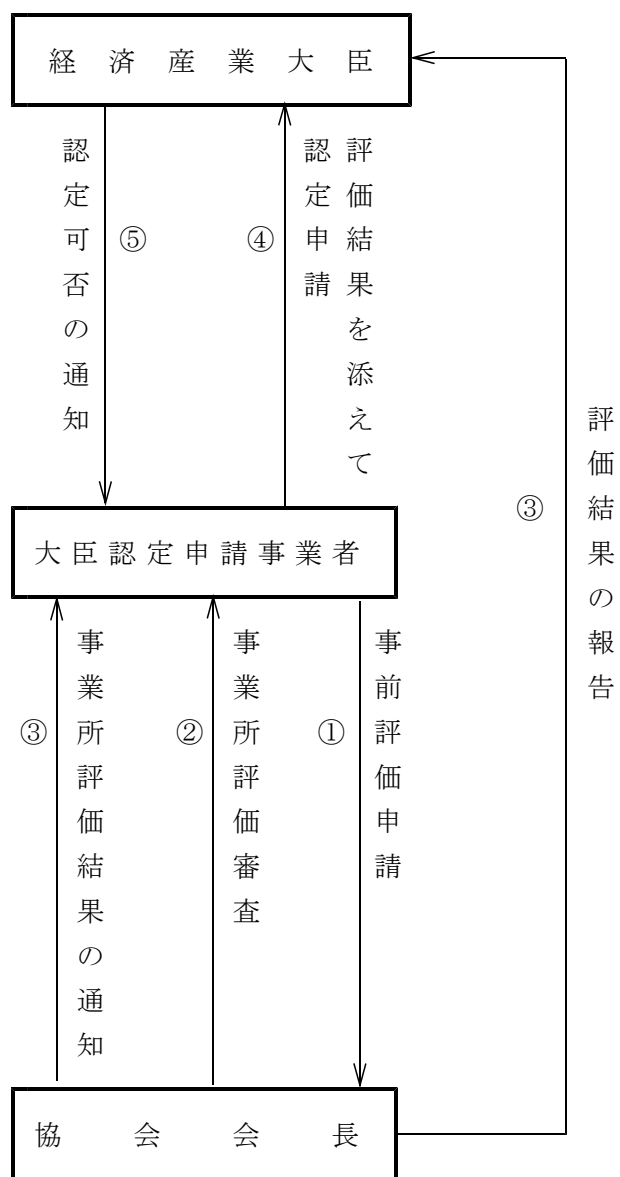 経済産業大臣
認定可否の通知
⑤
④
評価結果を添えて
認定申請
③
評価結果の報告
大臣認定申請事業者
③
事業所評価結果の通知
②
事業所評価審査
①
事前評価申請
協会会長